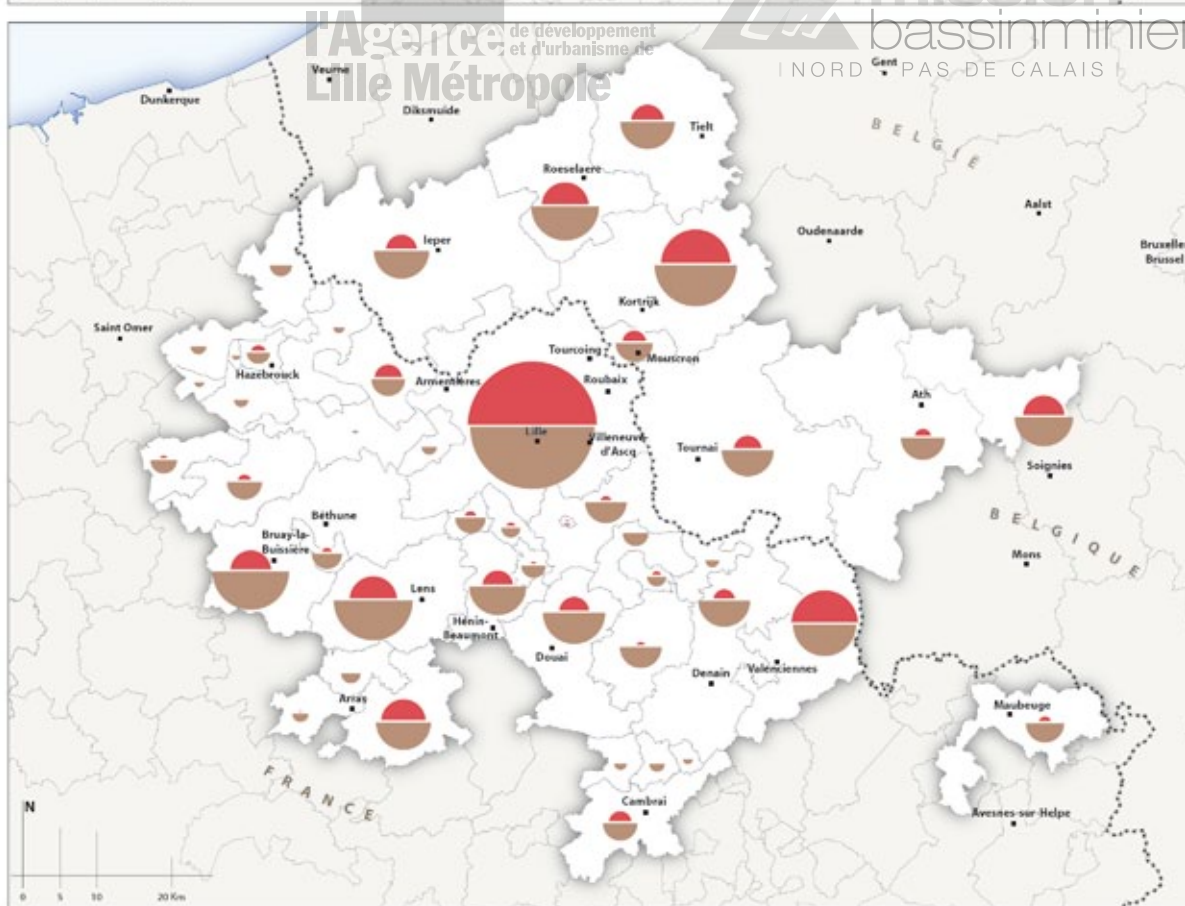 l'Agence de développement
et d'urbanisme de
Lille Métropole
bassinminier
NORD PAS DE CALAIS
Veurne
Gent
Dunkerque
Diksmuide
Tielt
BELGIË
Roeselaere
Aalst
Oudenaarde
Ieper
Bruxelle
Brussel
Kortrijk
Saint Omer
Tourcoing
Mouscron
Hazebrouck
Armentières
Roubaix
Ath
Lille
Villeneuve-
d'Ascq
Tournai
Soignies
Béthune
BELGIQUE
Bruay-la-
Buissière
Mons
Lens
Hénin-
Beaumont
Douai
Valenciennes
Denain
Arras
Maubeuge
FRANCE
Cambrai
N
Avesnes-sur-Helpe
0 5 10 20 Km